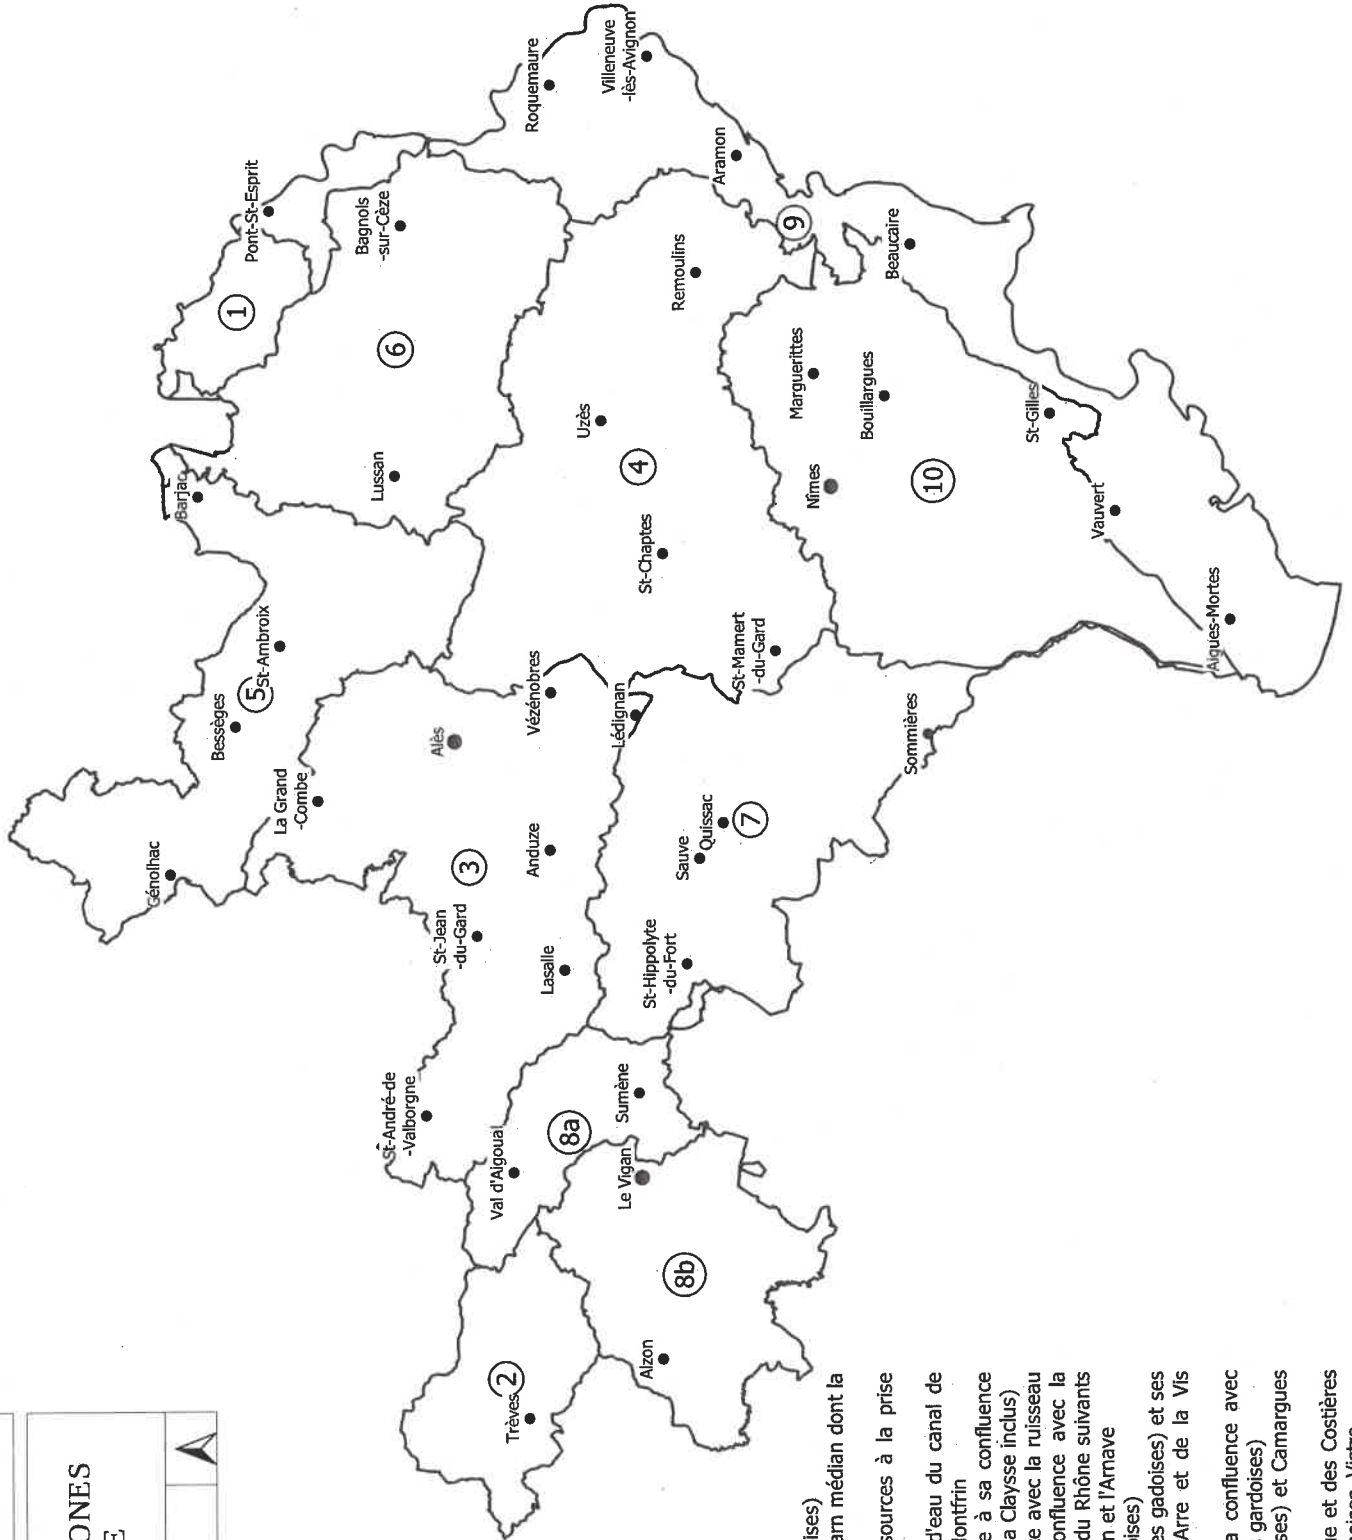 ONES
E
Génolhac
Barjac
Bessèges
5
St-Ambroix
1
Pont-St-Esprit
La Grand
-Combe
Lussan
6
Bagnols
-sur-Cèze
St-André-de
-Valborgne
St-Jean
-du-Gard
3
Alès
Trèves
2
Val d'Aigoual
Lasalle
Anduze
Vézénobres
Uzès
Roquemaure
8a
Sumène
Le Vigan
Lédignan
4
St-Chaptes
Villeneuve
-lès-Avignon
Alzon
8b
St-Hippolyte
-du-Fort
Sauve
Quissac
7
Remoulins
Aramon
St-Mamert
-du-Gard
9
Nîmes
Marguerittes
Bouillargues
Beaucaire
Sommières
10
St-Gilles
Vauvert
Aigues-Mortes
ises)
arn médian dont la
sources à la prise
d'eau du canal de
ontfrin
e à sa confluence
a Claysse inclus)
e avec la ruisseau
onfluence avec la
du Rhône suivants
n et l'Arnave
oises)
es gadoises) et ses
Arre et de la Vis
a confluence avec
gardoises)
ses) et Camargues
e et des Costières